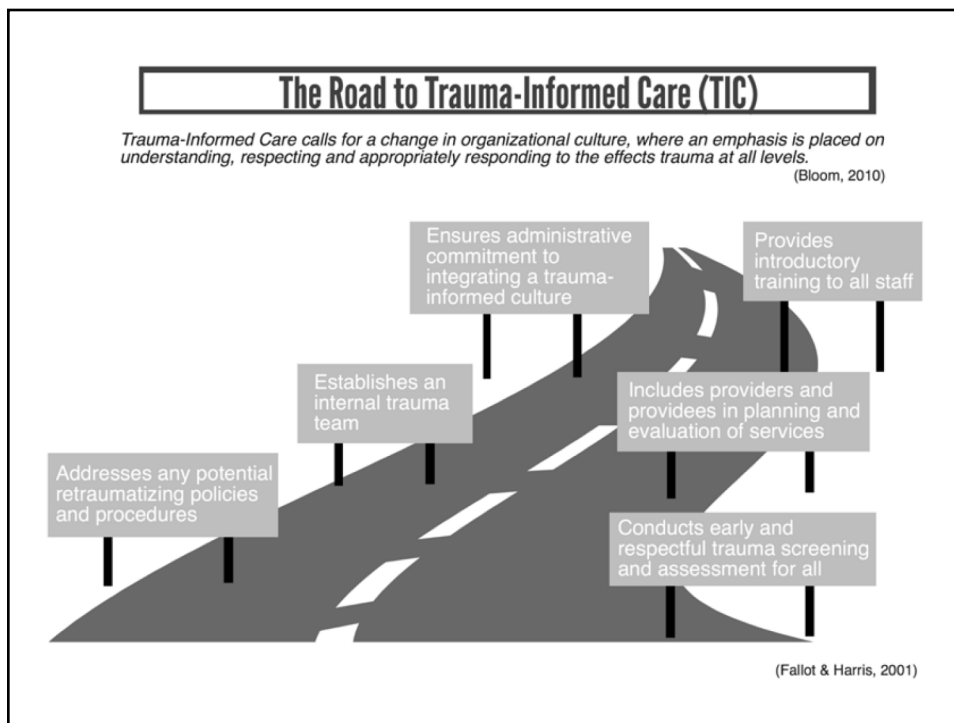 The Road to Trauma-Informed Care (TIC)
Trauma-Informed Care calls for a change in organizational culture, where an emphasis is placed on
understanding, respecting and appropriately responding to the effects trauma at all levels.
(Bloom, 2010)
Ensures administrative
commitment to
integrating a trauma-
informed culture
Provides
introductory
training to all staff
Establishes an
internal trauma
team
Includes providers and
providees in planning and
evaluation of services
Addresses any potential
retraumatizing policies
and procedures
Conducts early and
respectful trauma screening
and assessment for all
(Fallot & Harris, 2001)